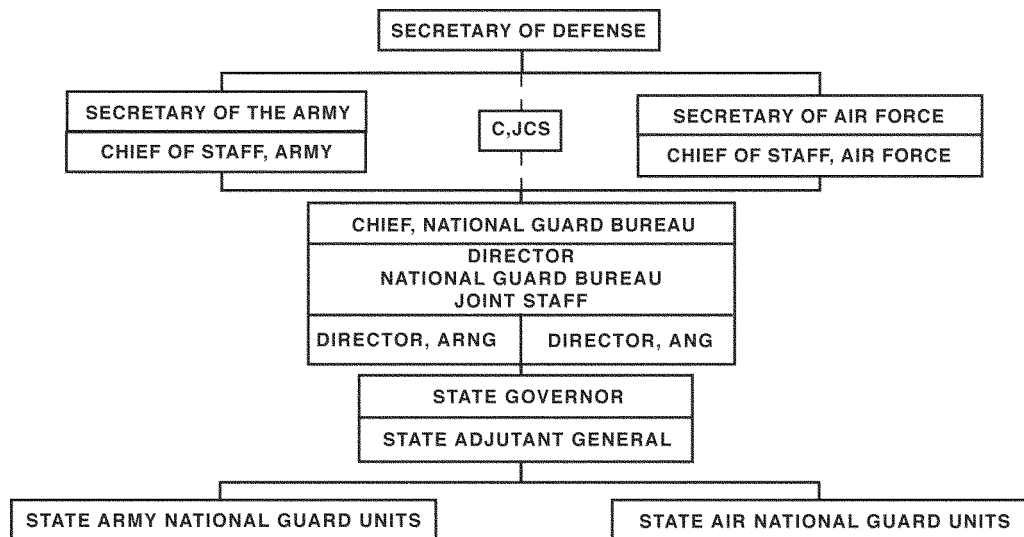 SECRETARY OF DEFENSE
SECRETARY OF THE ARMY
CHIEF OF STAFF, ARMY
C,JCS
SECRETARY OF AIR FORCE
CHIEF OF STAFF, AIR FORCE
CHIEF, NATIONAL GUARD BUREAU
DIRECTOR
NATIONAL GUARD BUREAU
JOINT STAFF
DIRECTOR, ARNG
DIRECTOR, ANG
STATE GOVERNOR
STATE ADJUTANT GENERAL
STATE ARMY NATIONAL GUARD UNITS
STATE AIR NATIONAL GUARD UNITS